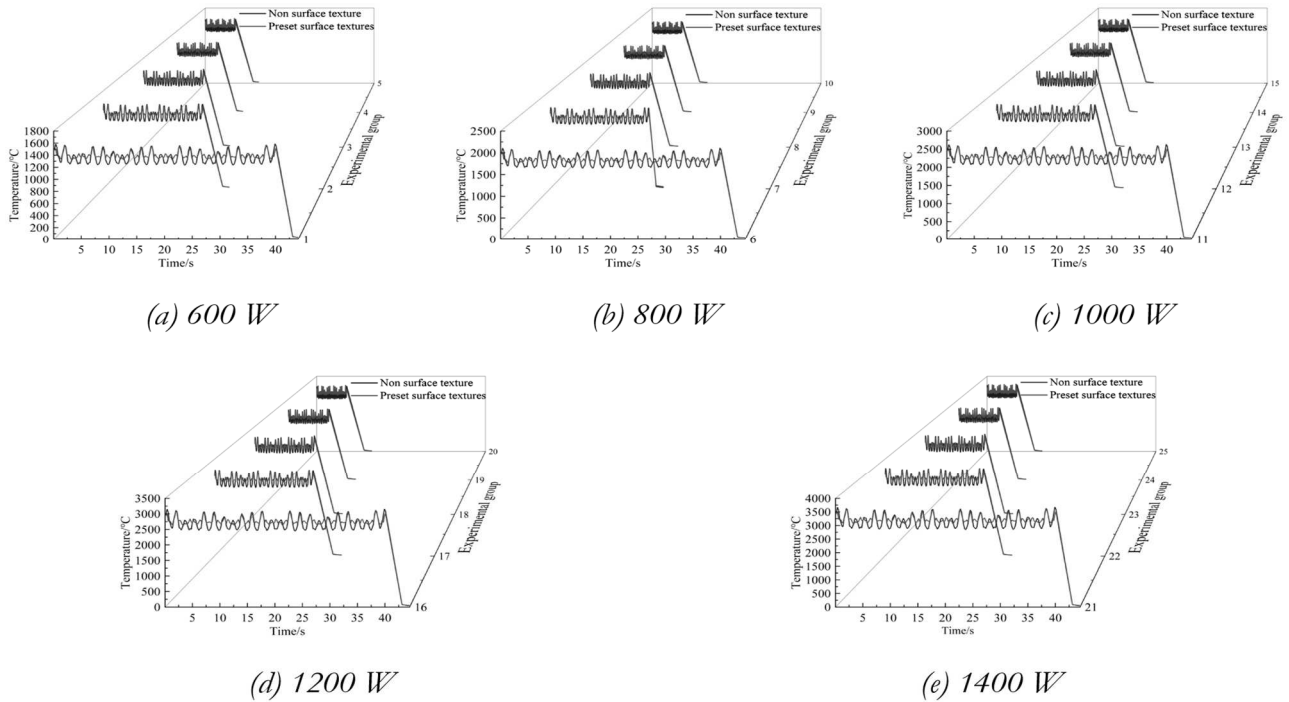 Non surface texture
Preset surface textures
1800
1600
1400
1200
1000
800
600
400
200
0
Temperature/°C
5 10 15 20 25 30 35 40
Time/s
1
2
3
4
5
Experimental group
(a) 600 W
Non surface texture
Preset surface textures
2500
2000
1500
1000
500
0
Temperature/°C
5 10 15 20 25 30 35 40
Time/s
6
7
8
9
10
Experimental group
(b) 800 W
Non surface texture
Preset surface textures
3000
2500
2000
1500
1000
500
0
Temperature/°C
5 10 15 20 25 30 35 40
Time/s
11
12
13
14
15
Experimental group
(c) 1000 W
Non surface texture
Preset surface textures
3500
3000
2500
2000
1500
1000
500
0
Temperature/°C
5 10 15 20 25 30 35 40
Time/s
16
17
18
19
20
Experimental group
(d) 1200 W
Non surface texture
Preset surface textures
4000
3500
3000
2500
2000
1500
1000
500
0
Temperature/°C
5 10 15 20 25 30 35 40
Time/s
21
22
23
24
25
Experimental group
(e) 1400 W